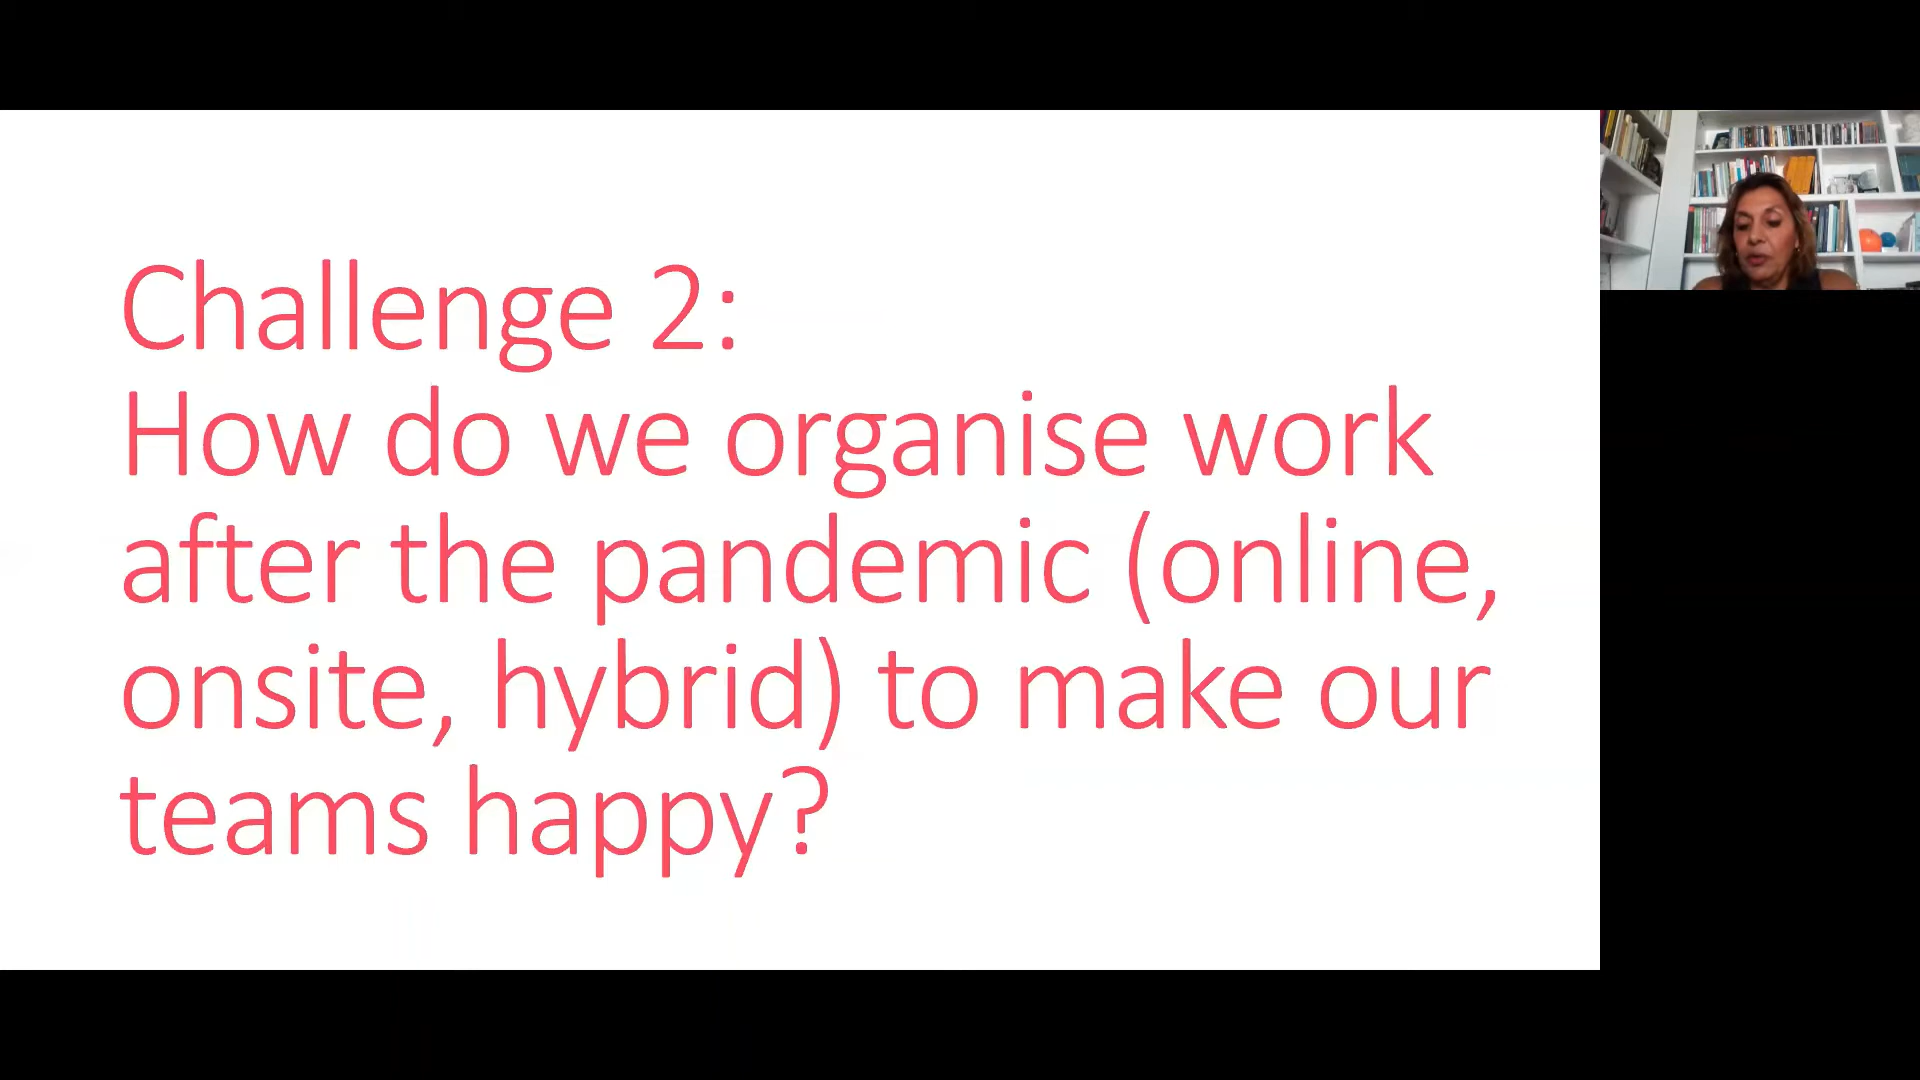 Challenge 2:
How do we organise work
after the pandemic (online,
onsite, hybrid) to make our
teams happy?